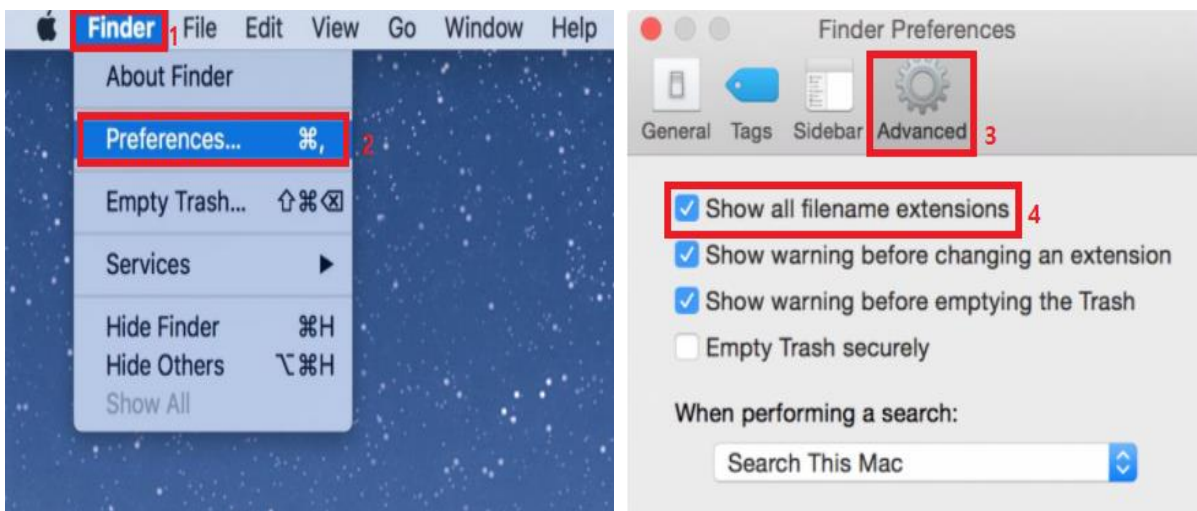 Finder 1 File Edit View Go Window Help
About Finder
Preferences... ⌘, 2
Empty Trash... ⇧⌘⌫
Services ▶
Hide Finder ⌘H
Hide Others ⌥⌘H
Show All
Finder Preferences
General Tags Sidebar Advanced 3
Show all filename extensions 4
Show warning before changing an extension
Show warning before emptying the Trash
Empty Trash securely
When performing a search:
Search This Mac